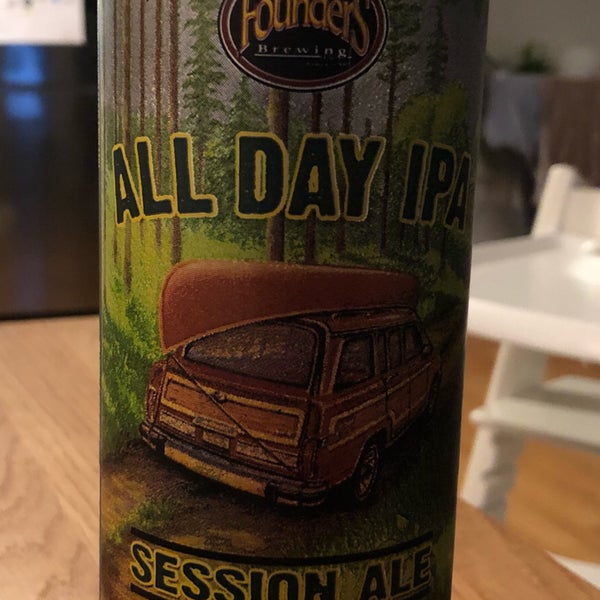 FOUNDERS
Brewing
ALL DAY IPA
SESSION ALE